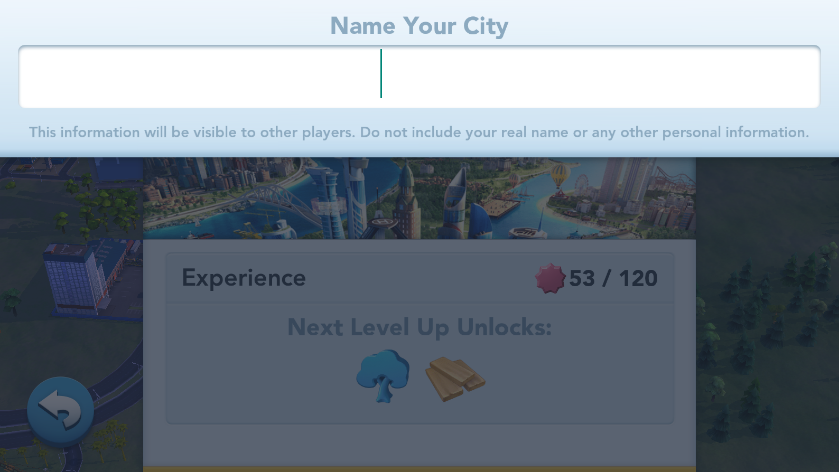 Name Your City
This information will be visible to other players. Do not include your real name or any other personal information.
Experience
53 / 120
Next Level Up Unlocks: